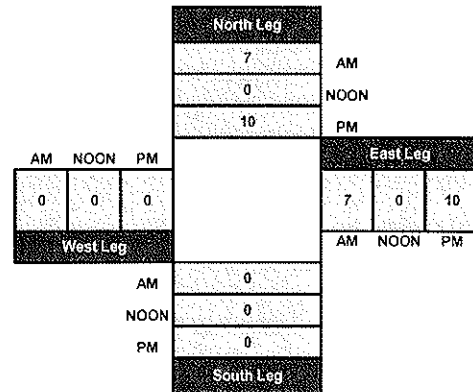 North Leg
7 AM
0 NOON
10 PM
AM NOON PM East Leg
0 0 0 7 0 10
West Leg AM NOON PM
AM 0
NOON 0
PM 0
South Leg